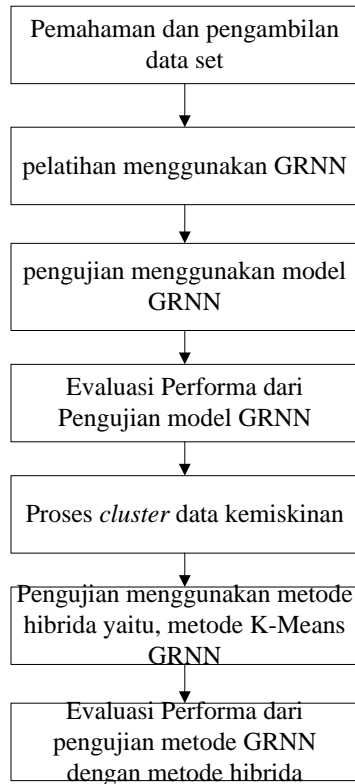 Pemahaman dan pengambilan
data set
pelatihan menggunakan GRNN
pengujian menggunakan model
GRNN
Evaluasi Performa dari
Pengujian model GRNN
Proses cluster data kemiskinan
Pengujian menggunakan metode
hibrida yaitu, metode K-Means
GRNN
Evaluasi Performa dari
pengujian metode GRNN
dengan metode hibrida